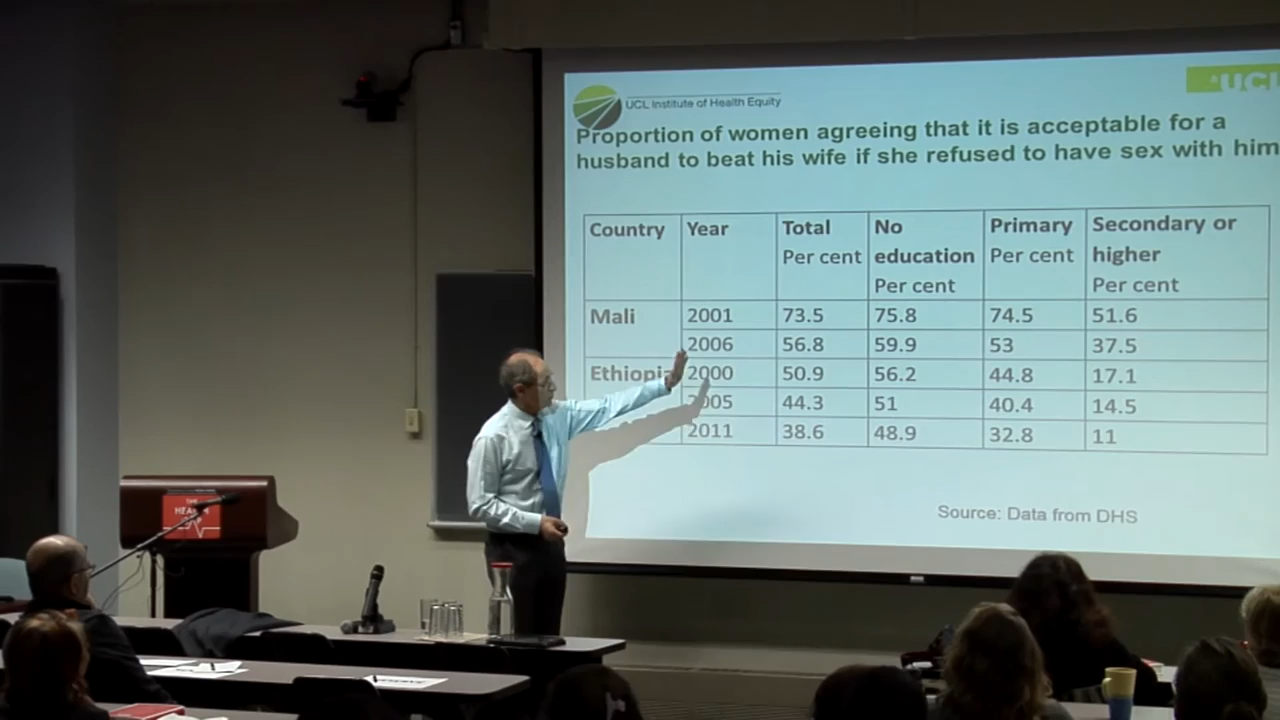 UCL Institute of Health Equity
UCL
Proportion of women agreeing that it is acceptable for a
husband to beat his wife if she refused to have sex with him
Country Year Total Per cent No education Per cent Primary Per cent Secondary or higher Per cent
Mali 2001 73.5 75.8 74.5 51.6
2006 56.8 59.9 53 37.5
Ethiopia 2000 50.9 56.2 44.8 17.1
2005 44.3 51 40.4 14.5
2011 38.6 48.9 32.8 11
Source: Data from DHS
THE